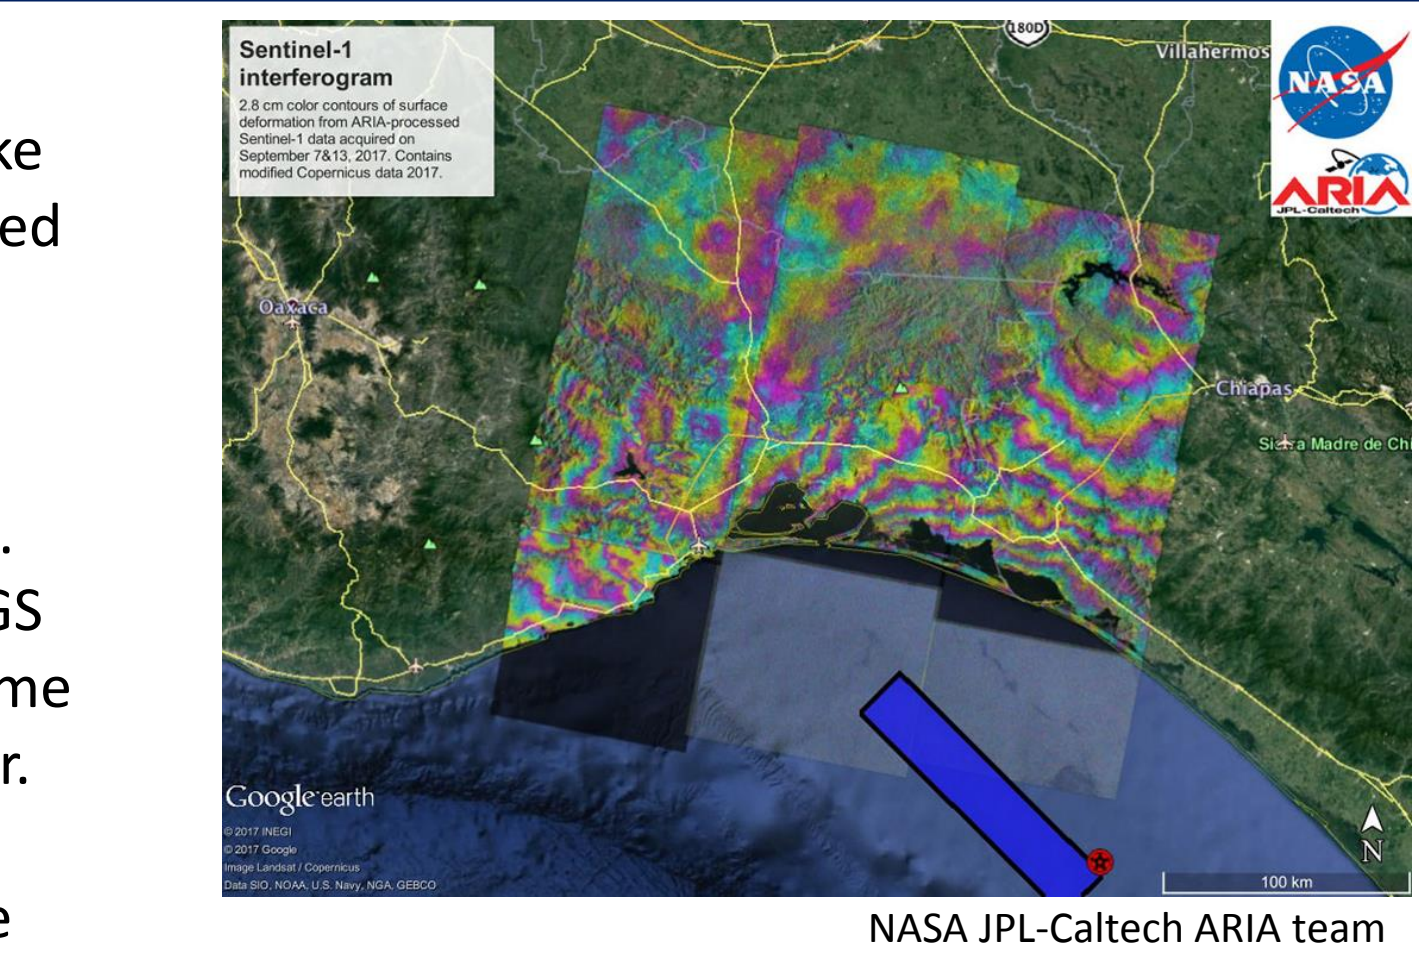 ke
ed
.
GS
me
r.
e
Sentinel-1
interferogram
2.8 cm color contours of surface
deformation from ARIA-processed
Sentinel-1 data acquired on
September 7&13, 2017. Contains
modified Copernicus data 2017.
180D
Villahermos
NASA
ARIA
JPL-Caltech
Oaxaca
Chiapas
Sierra Madre de Chi
Google earth
© 2017 INEGI
© 2017 Google
Image Landsat / Copernicus
Data SIO, NOAA, U.S. Navy, NGA, GEBCO
N
100 km
NASA JPL-Caltech ARIA team